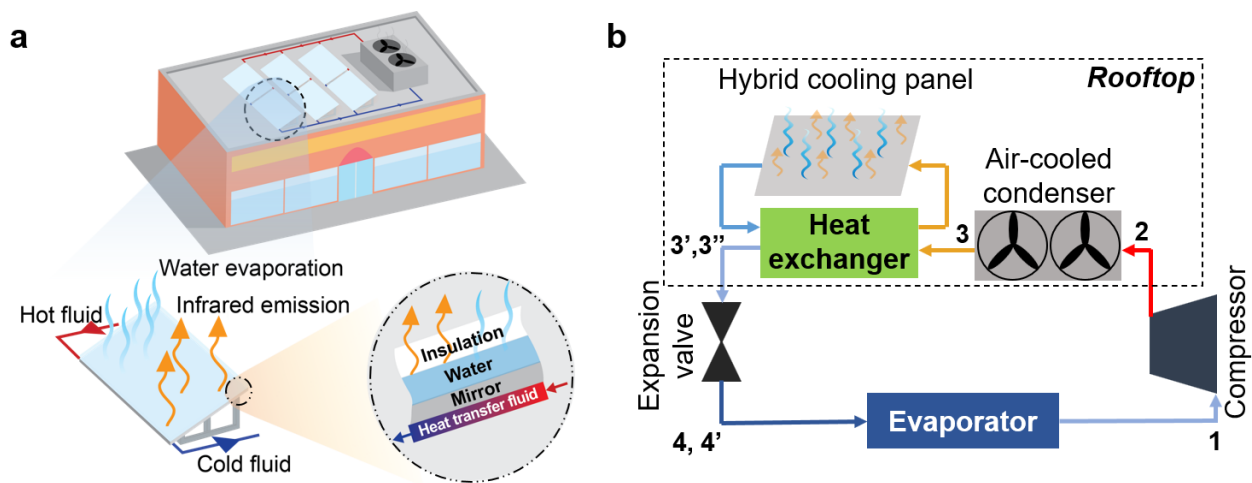 a
Water evaporation
Infrared emission
Hot fluid
Cold fluid
Insulation
Water
Mirror
Heat transfer fluid
b
Rooftop
Hybrid cooling panel
Air-cooled
condenser
Heat
exchanger
3
2
3’,3’’
Expansion
valve
Compressor
Evaporator
4, 4’
1